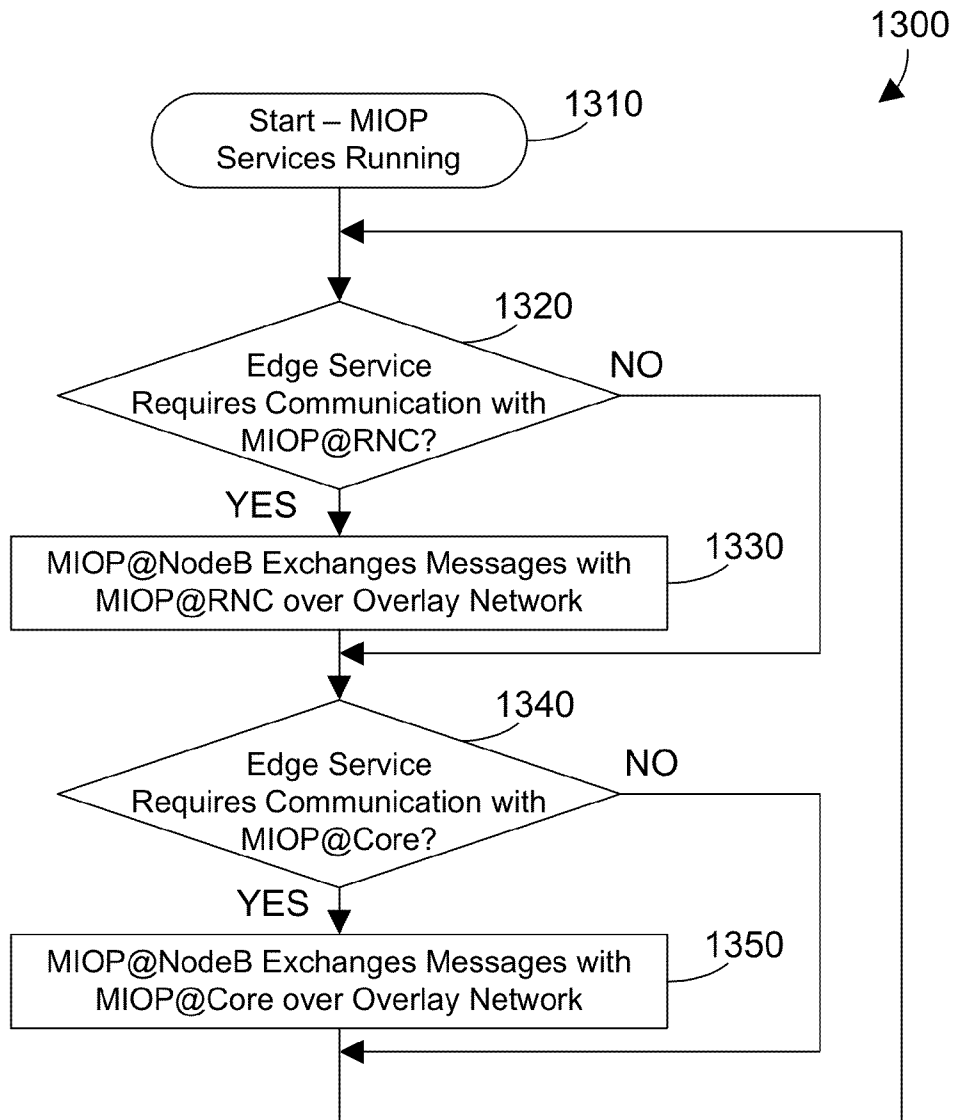 1300
Start – MIOP
Services Running
1310
1320
Edge Service
Requires Communication with
MIOP@RNC?
NO
YES
MIOP@NodeB Exchanges Messages with
MIOP@RNC over Overlay Network
1330
1340
Edge Service
Requires Communication with
MIOP@Core?
NO
YES
MIOP@NodeB Exchanges Messages with
MIOP@Core over Overlay Network
1350